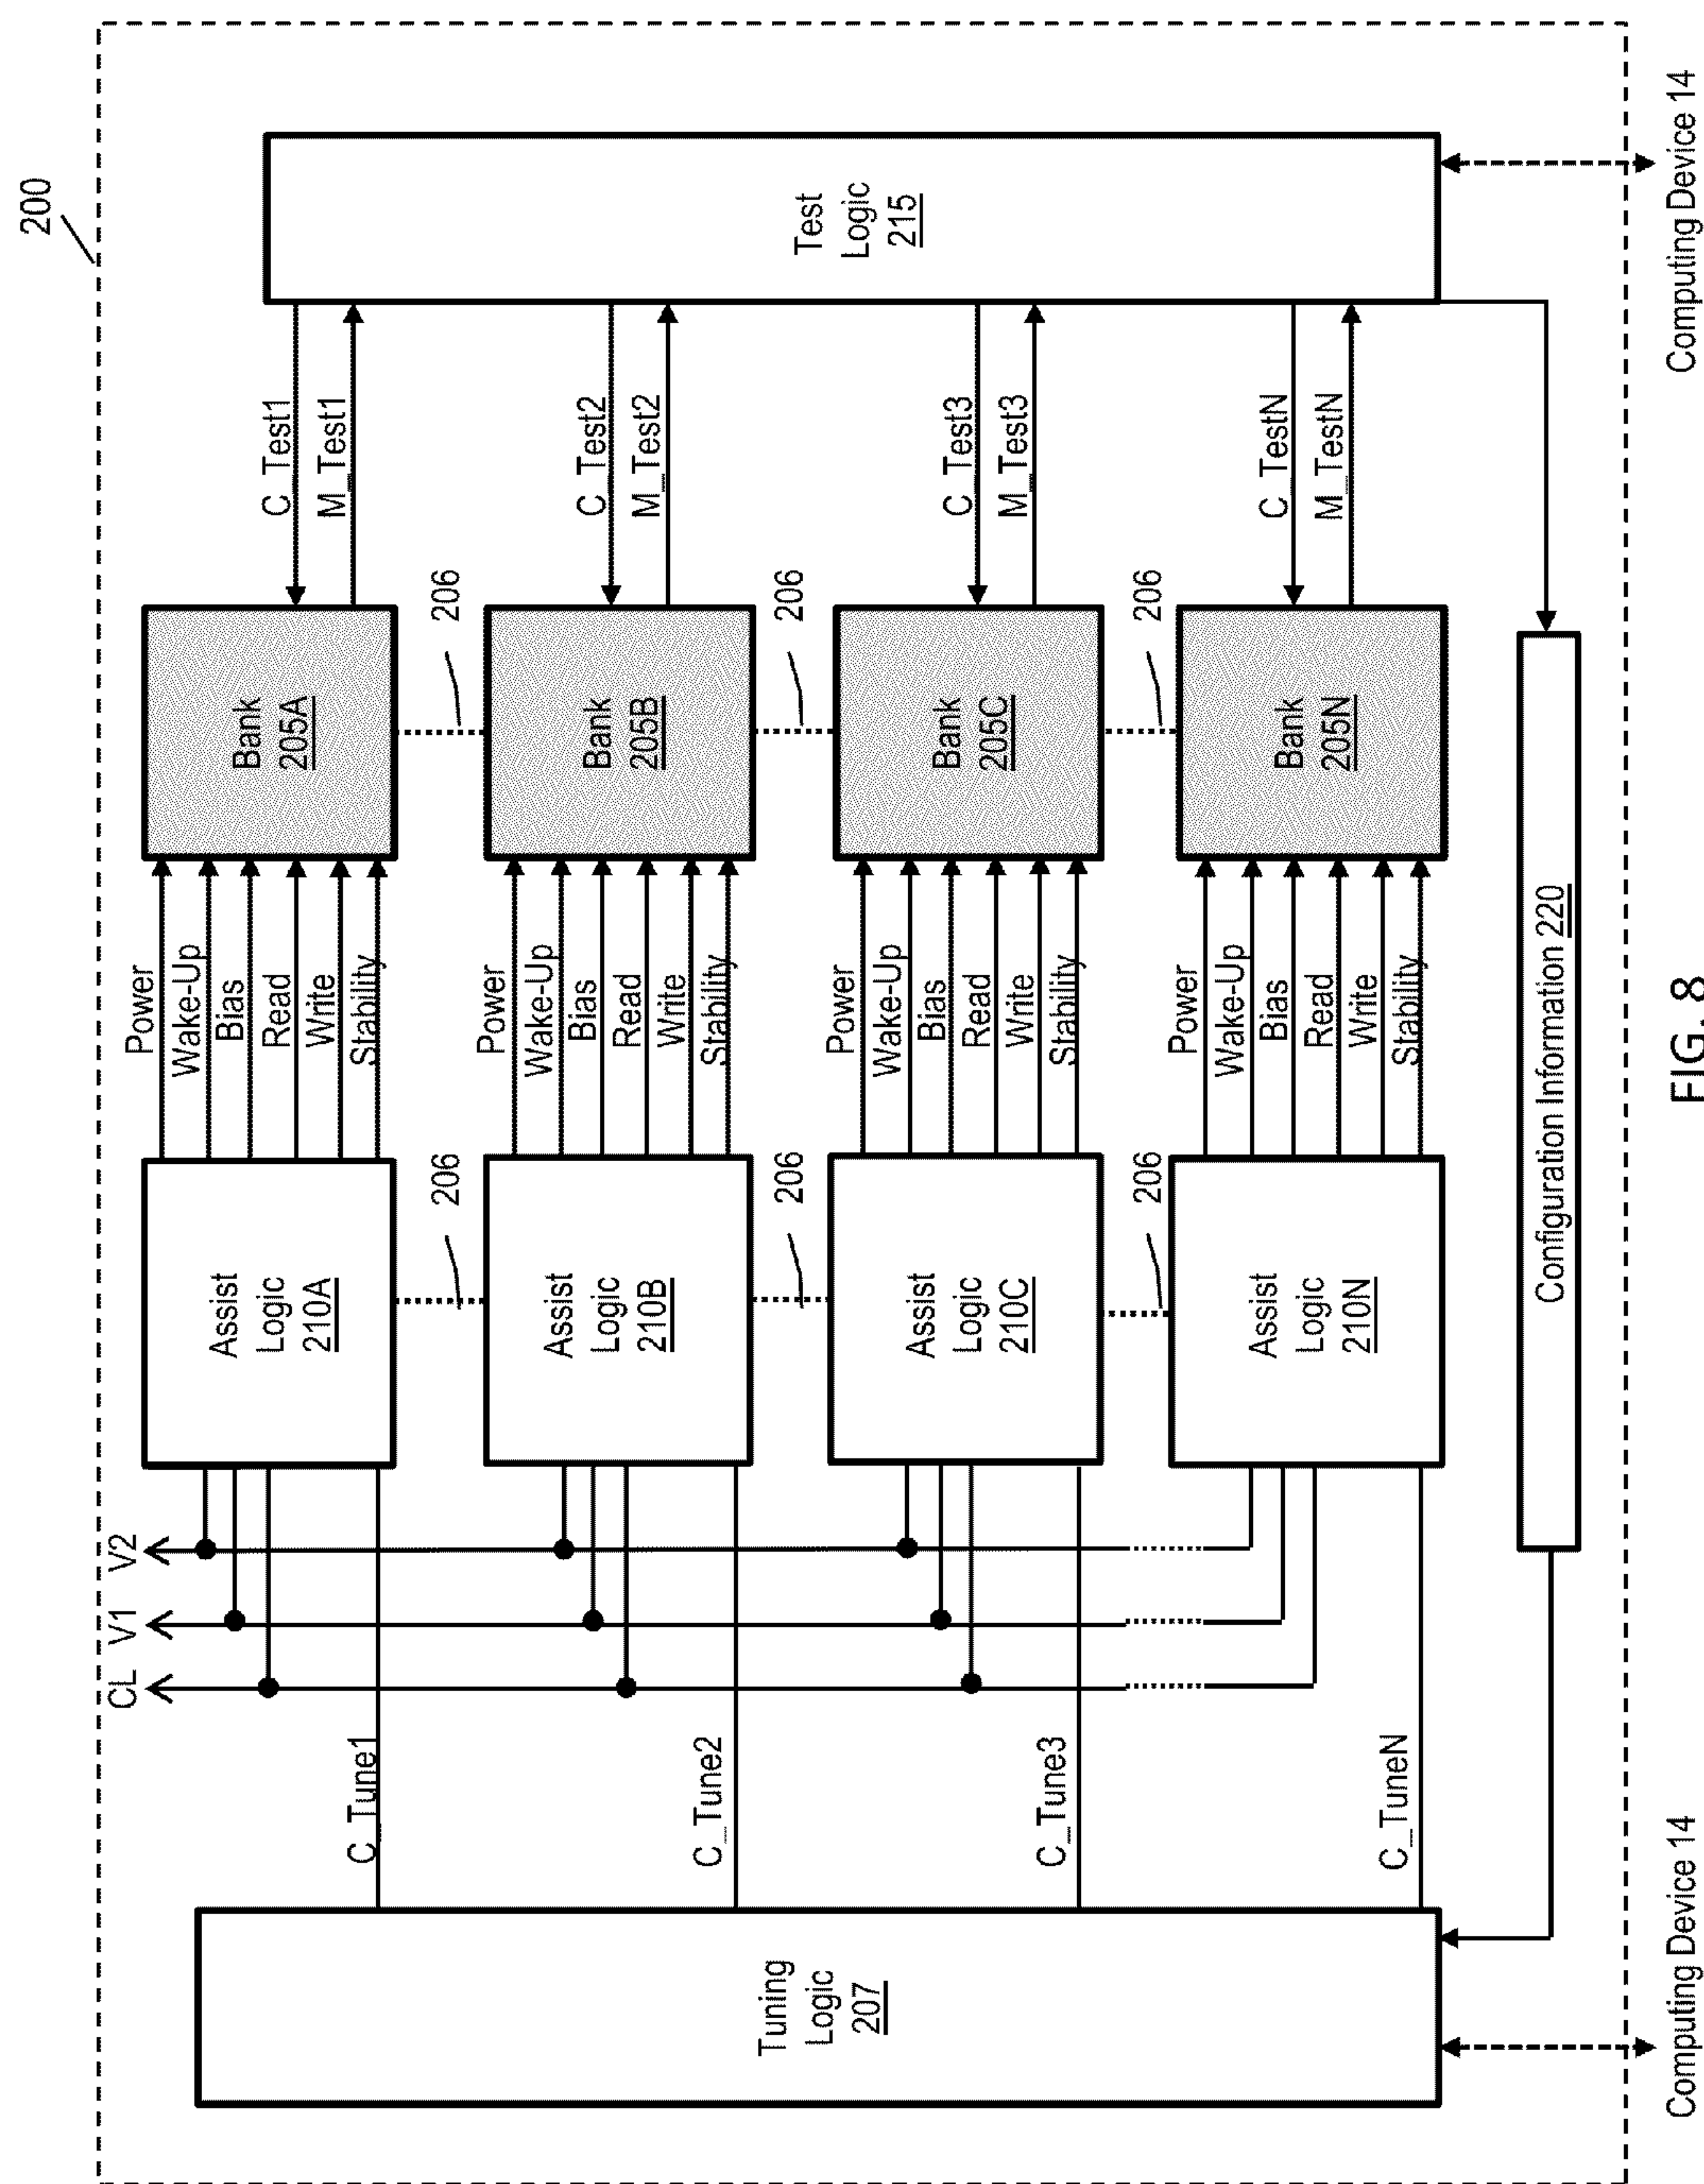 200
CL
V1
V2
Tuning
Logic
207
C_Tune1
C_Tune2
C_Tune3
C_TuneN
Assist
Logic
210A
Power
Wake-Up
Bias
Read
Write
Stability
Bank
205A
C_Test1
M_Test1
206
206
Assist
Logic
210B
Power
Wake-Up
Bias
Read
Write
Stability
Bank
205B
C_Test2
M_Test2
206
206
Assist
Logic
210C
Power
Wake-Up
Bias
Read
Write
Stability
Bank
205C
C_Test3
M_Test3
206
206
Assist
Logic
210N
Power
Wake-Up
Bias
Read
Write
Stability
Bank
205N
C_TestN
M_TestN
Test
Logic
215
Configuration Information 220
Computing Device 14
Computing Device 14
FIG. 8